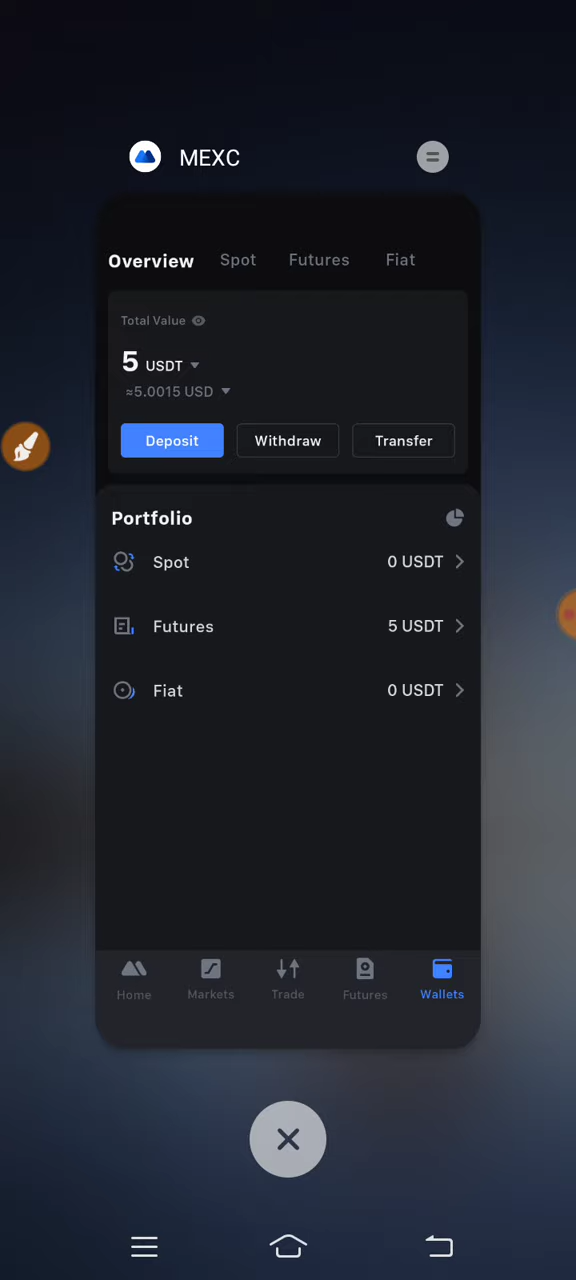 MEXC
Overview Spot Futures Fiat
Total Value
5 USDT
≈5.0015 USD
Deposit Withdraw Transfer
Portfolio
Spot 0 USDT
Futures 5 USDT
Fiat 0 USDT
Home Markets Trade Futures Wallets